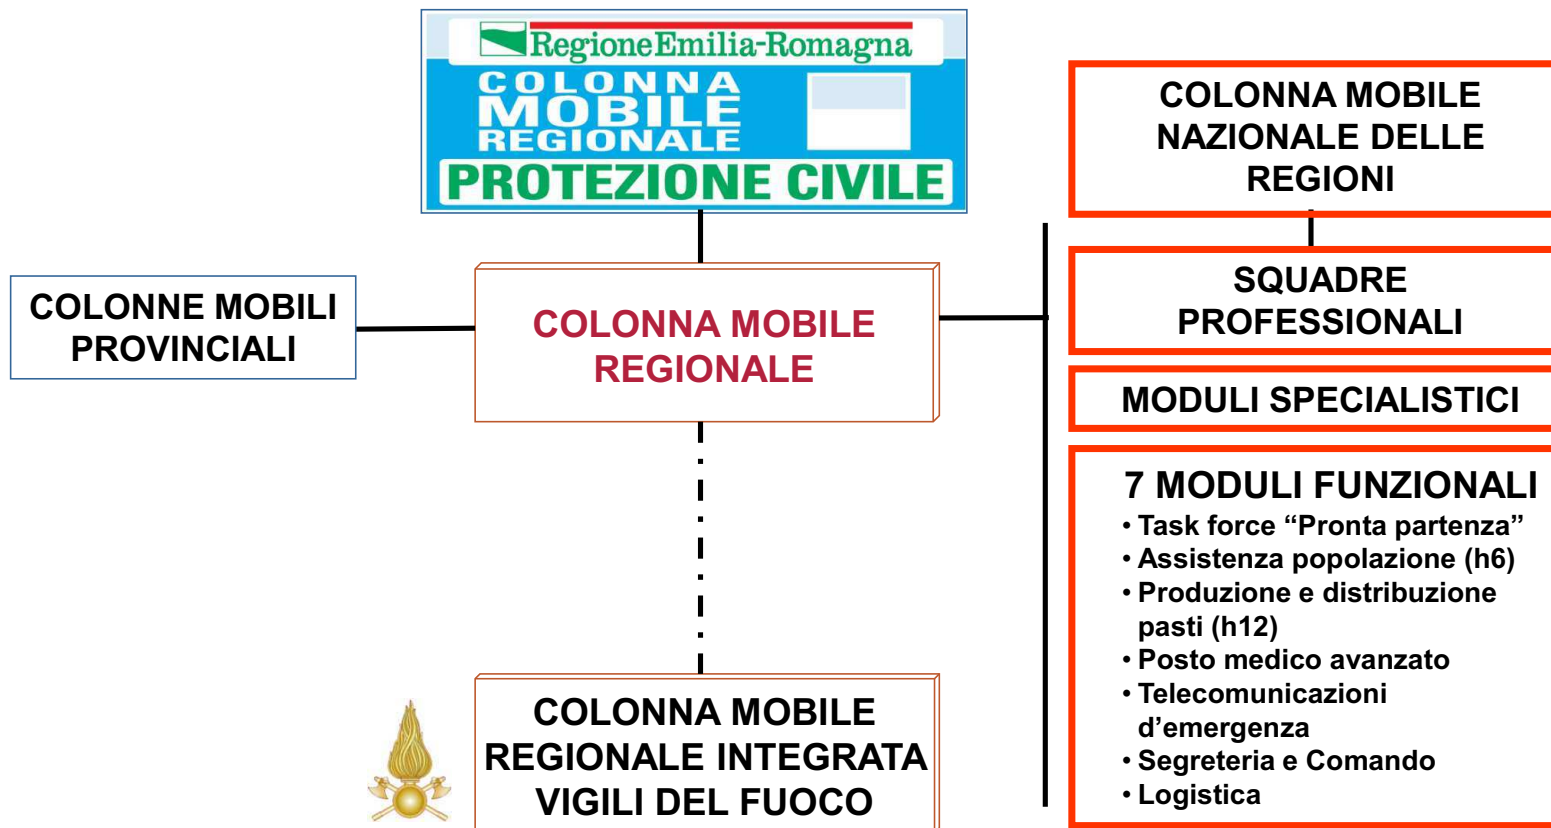 RegioneEmilia-Romagna
COLONNA
MOBILE
REGIONALE
PROTEZIONE CIVILE
COLONNE MOBILI
PROVINCIALI
COLONNA MOBILE
REGIONALE
COLONNA MOBILE
REGIONALE INTEGRATA
VIGILI DEL FUOCO
COLONNA MOBILE
NAZIONALE DELLE
REGIONI
SQUADRE
PROFESSIONALI
MODULI SPECIALISTICI
7 MODULI FUNZIONALI
• Task force “Pronta partenza”
• Assistenza popolazione (h6)
• Produzione e distribuzione
pasti (h12)
• Posto medico avanzato
• Telecomunicazioni
d’emergenza
• Segreteria e Comando
• Logistica